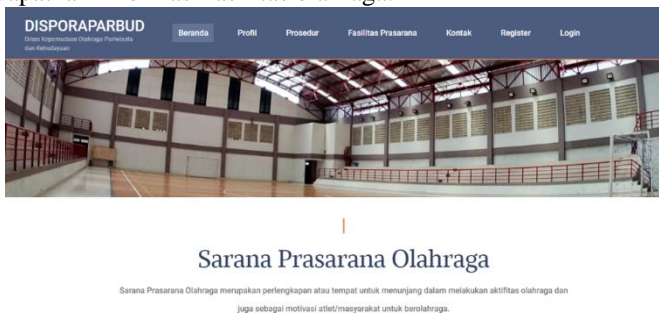 DISPORAPARBUD
Dinas Kepemudaan Olahraga Pariwisata
dan Kebudayaan
Beranda Profil Prosedur Fasilitas Prasarana Kontak Register Login
Sarana Prasarana Olahraga
Sarana Prasarana Olahraga merupakan perlengkapan atau tempat untuk menunjang dalam melakukan aktifitas olahraga dan
juga sebagai motivasi atlet/masyarakat untuk berolahraga.